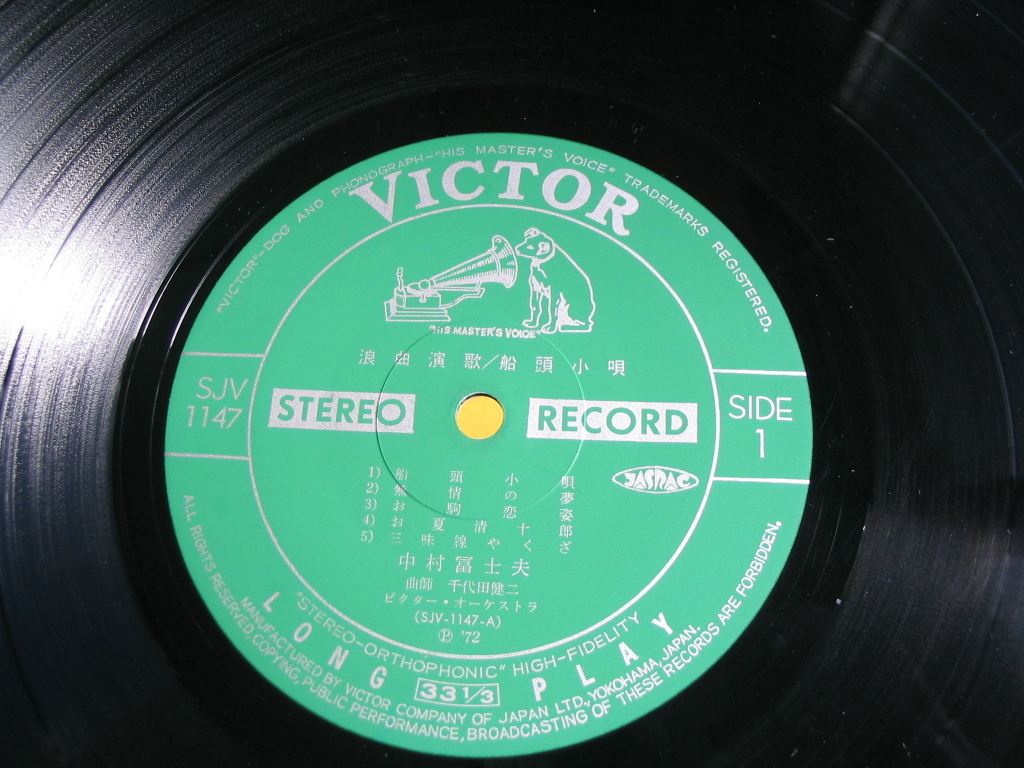 "VICTOR"-DOG AND PHONOGRAPH-"HIS MASTER'S VOICE" TRADEMARKS REGISTERED.
VICTOR
"HIS MASTER'S VOICE"
浪曲演歌/船頭小唄
SJV
1147
STEREO
RECORD
SIDE
1
JASRAC
1) 船頭小唄
2) 慕情の夢
3) お駒恋姿
4) お夏清十郎
5) 三味線やくざ
中村冨士夫
曲師 千代田健二
ビクター・オーケストラ
(SJV-1147-A)
Ⓟ '72
"STEREO-ORTHOPHONIC" HIGH-FIDELITY
LONG PLAY
33 1/3
MANUFACTURED BY VICTOR COMPANY OF JAPAN LTD., YOKOHAMA, JAPAN.
ALL RIGHTS RESERVED, COPYING, PUBLIC PERFORMANCE, BROADCASTING OF THESE RECORDS ARE FORBIDDEN.